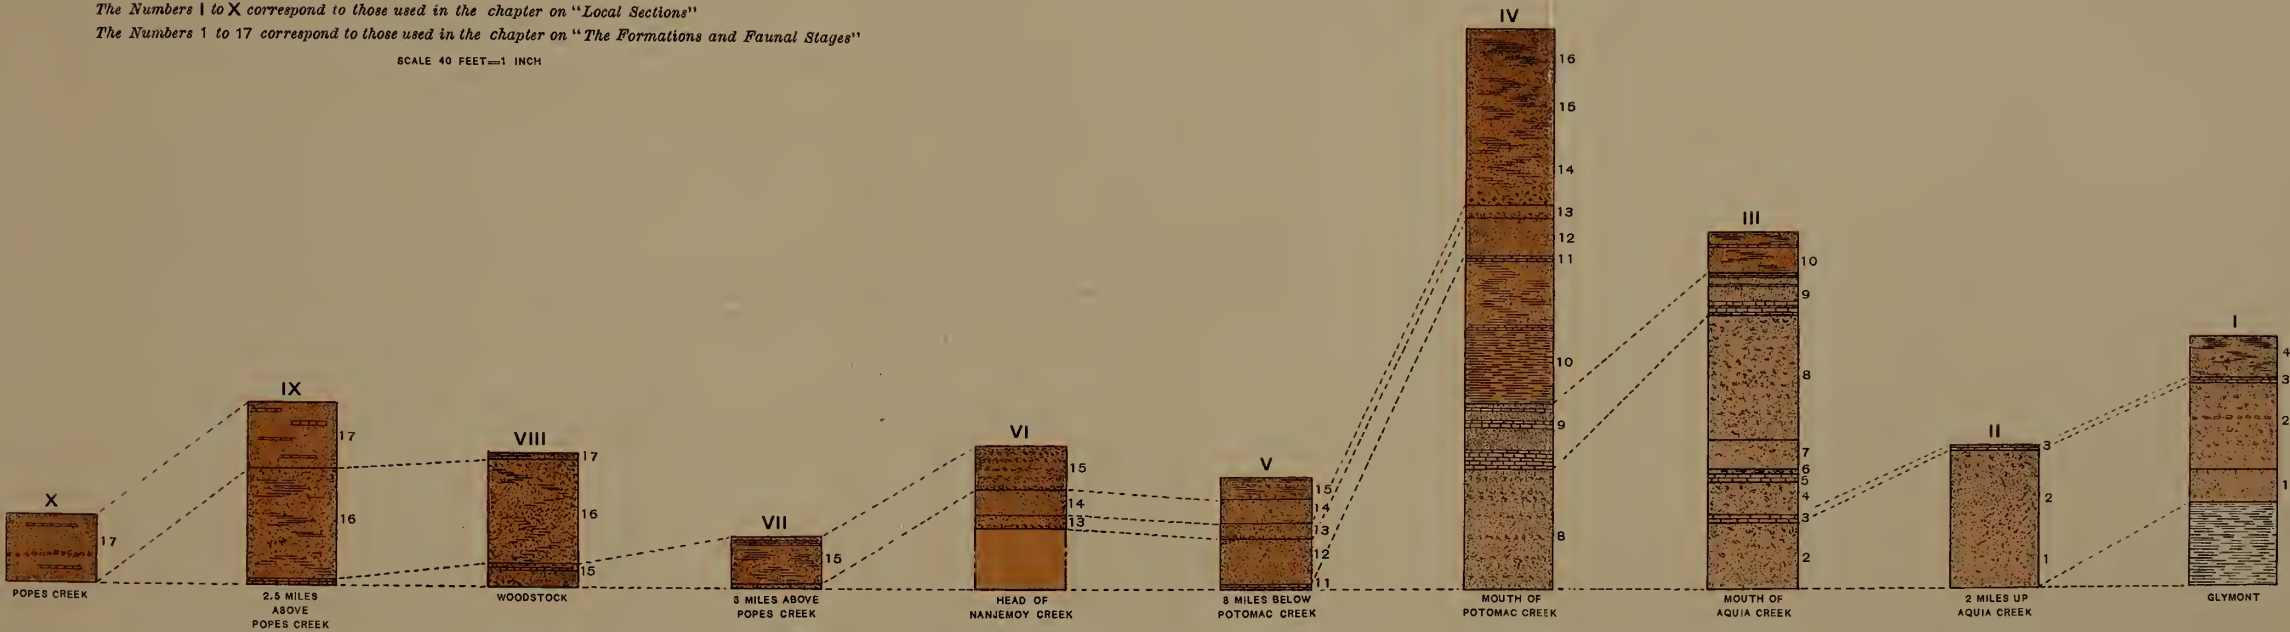 The Numbers I to X correspond to those used in the chapter on "Local Sections"
The Numbers 1 to 17 correspond to those used in the chapter on "The Formations and Faunal Stages"
SCALE 40 FEET=1 INCH
X
17
POPES CREEK
IX
17
16
2.5 MILES
ABOVE
POPES CREEK
VIII
17
16
15
WOODSTOCK
VII
15
3 MILES ABOVE
POPES CREEK
VI
15
14
13
HEAD OF
NANJEMOY CREEK
V
15
14
13
12
11
8 MILES BELOW
POTOMAC CREEK
IV
16
15
14
13
12
11
10
9
8
MOUTH OF
POTOMAC CREEK
III
10
9
8
7
6
5
4
3
2
MOUTH OF
AQUIA CREEK
II
3
2
1
2 MILES UP
AQUIA CREEK
I
4
3
2
1
GLYMONT